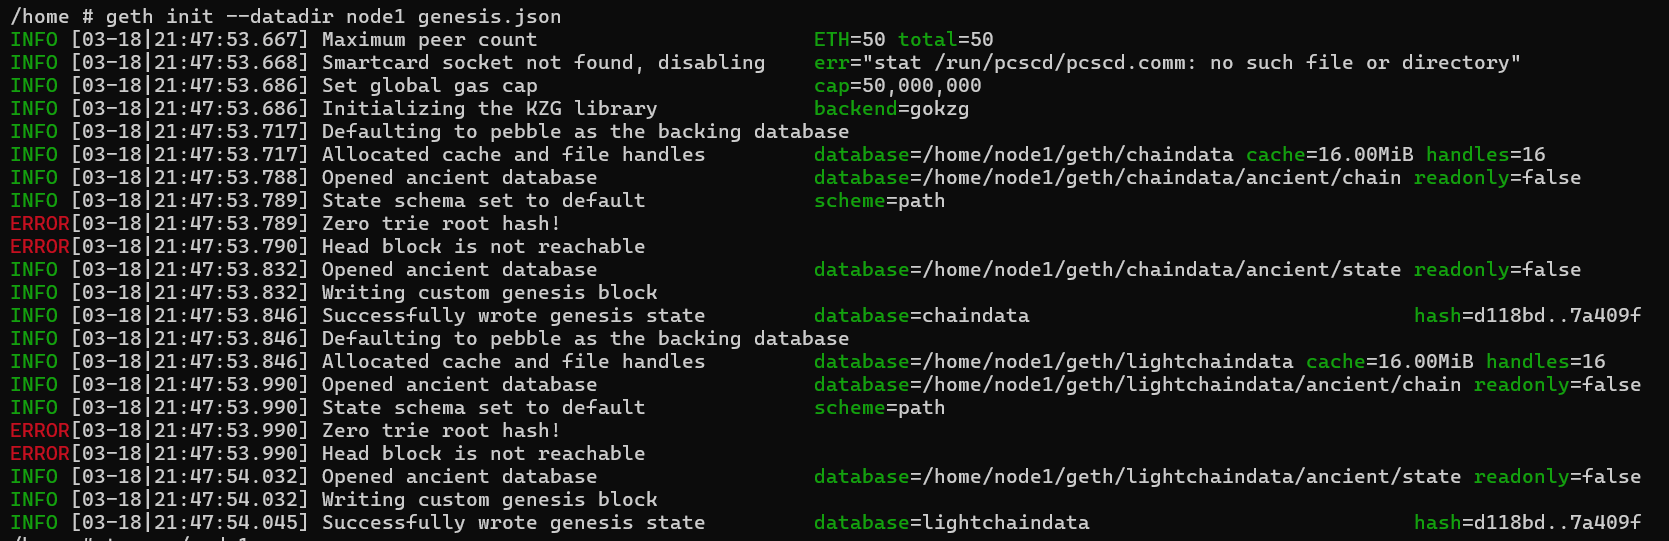 /home # geth init --datadir node1 genesis.json
INFO [03-18|21:47:53.667] Maximum peer count ETH=50 total=50
INFO [03-18|21:47:53.668] Smartcard socket not found, disabling err="stat /run/pcscd/pcscd.comm: no such file or directory"
INFO [03-18|21:47:53.686] Set global gas cap cap=50,000,000
INFO [03-18|21:47:53.686] Initializing the KZG library backend=gokzg
INFO [03-18|21:47:53.717] Defaulting to pebble as the backing database
INFO [03-18|21:47:53.717] Allocated cache and file handles database=/home/node1/geth/chaindata cache=16.00MiB handles=16
INFO [03-18|21:47:53.788] Opened ancient database database=/home/node1/geth/chaindata/ancient/chain readonly=false
INFO [03-18|21:47:53.789] State schema set to default scheme=path
ERROR[03-18|21:47:53.789] Zero trie root hash!
ERROR[03-18|21:47:53.790] Head block is not reachable
INFO [03-18|21:47:53.832] Opened ancient database database=/home/node1/geth/chaindata/ancient/state readonly=false
INFO [03-18|21:47:53.832] Writing custom genesis block
INFO [03-18|21:47:53.846] Successfully wrote genesis state database=chaindata hash=d118bd..7a409f
INFO [03-18|21:47:53.846] Defaulting to pebble as the backing database
INFO [03-18|21:47:53.846] Allocated cache and file handles database=/home/node1/geth/lightchaindata cache=16.00MiB handles=16
INFO [03-18|21:47:53.990] Opened ancient database database=/home/node1/geth/lightchaindata/ancient/chain readonly=false
INFO [03-18|21:47:53.990] State schema set to default scheme=path
ERROR[03-18|21:47:53.990] Zero trie root hash!
ERROR[03-18|21:47:53.990] Head block is not reachable
INFO [03-18|21:47:54.032] Opened ancient database database=/home/node1/geth/lightchaindata/ancient/state readonly=false
INFO [03-18|21:47:54.032] Writing custom genesis block
INFO [03-18|21:47:54.045] Successfully wrote genesis state database=lightchaindata hash=d118bd..7a409f